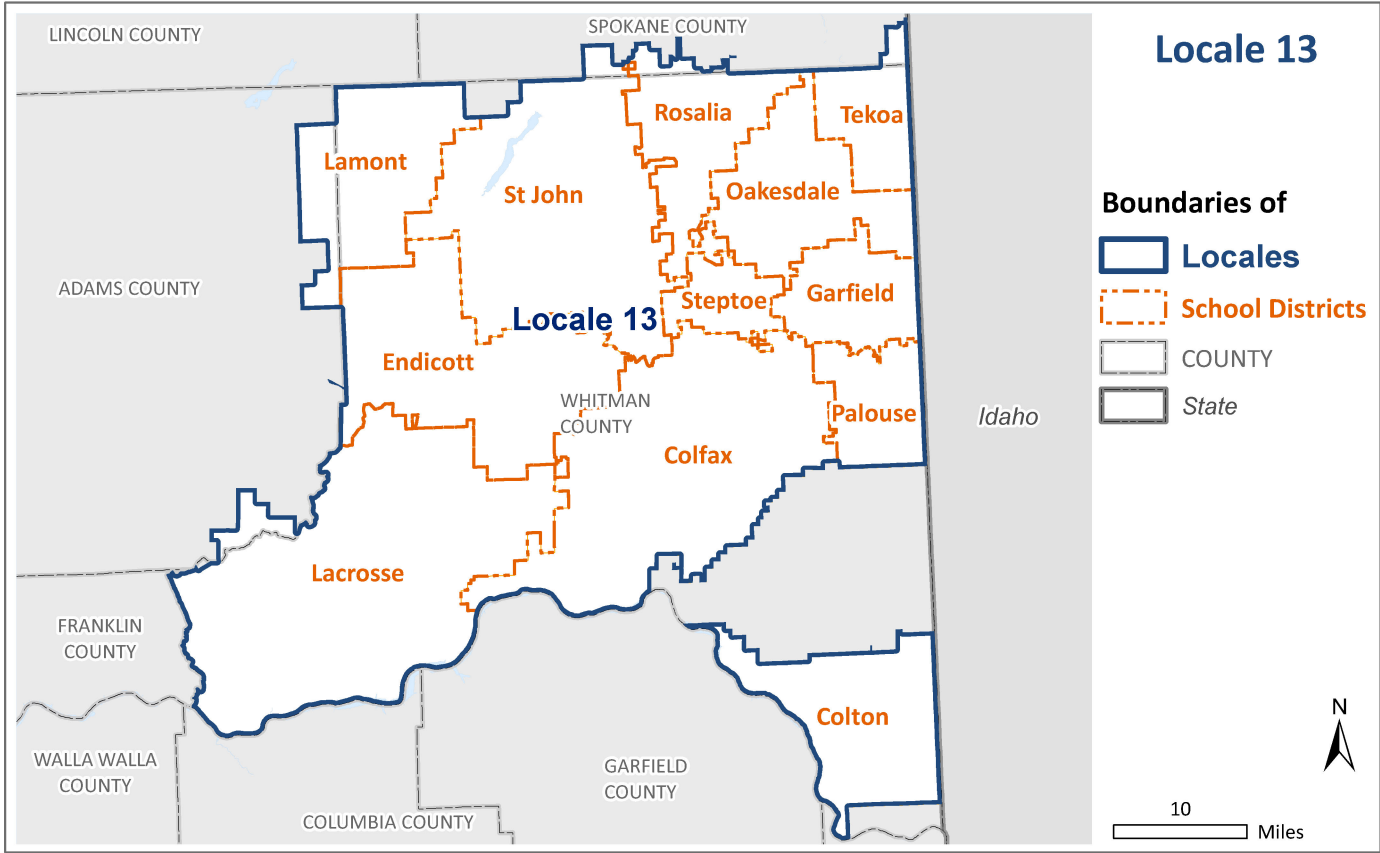 LINCOLN COUNTY
SPOKANE COUNTY
Locale 13
Rosalia
Tekoa
Lamont
St John
Oakesdale
Boundaries of
Locales
ADAMS COUNTY
Steptoe
Garfield
School Districts
Locale 13
Endicott
COUNTY
WHITMAN
COUNTY
Palouse
Idaho
State
Colfax
Lacrosse
FRANKLIN
COUNTY
Colton
N
WALLA WALLA
COUNTY
GARFIELD
COUNTY
COLUMBIA COUNTY
10
Miles